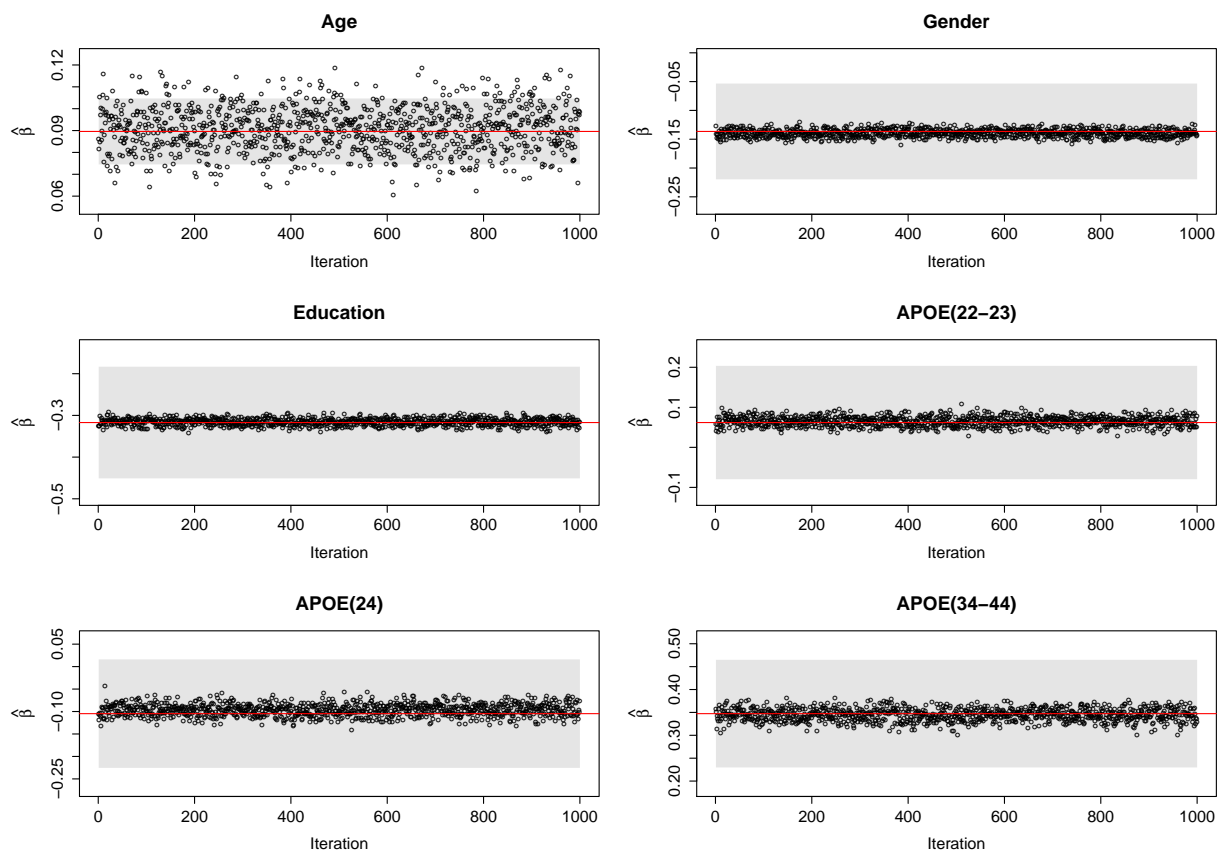 Age
0.12
0.09
0.06
β̂
0 200 400 600 800 1000
Iteration
Gender
−0.05
−0.15
−0.25
β̂
0 200 400 600 800 1000
Iteration
Education
−0.3
−0.5
β̂
0 200 400 600 800 1000
Iteration
APOE(22−23)
0.2
0.1
−0.1
β̂
0 200 400 600 800 1000
Iteration
APOE(24)
0.05
−0.10
−0.25
β̂
0 200 400 600 800 1000
Iteration
APOE(34−44)
0.50
0.40
0.30
0.20
β̂
0 200 400 600 800 1000
Iteration